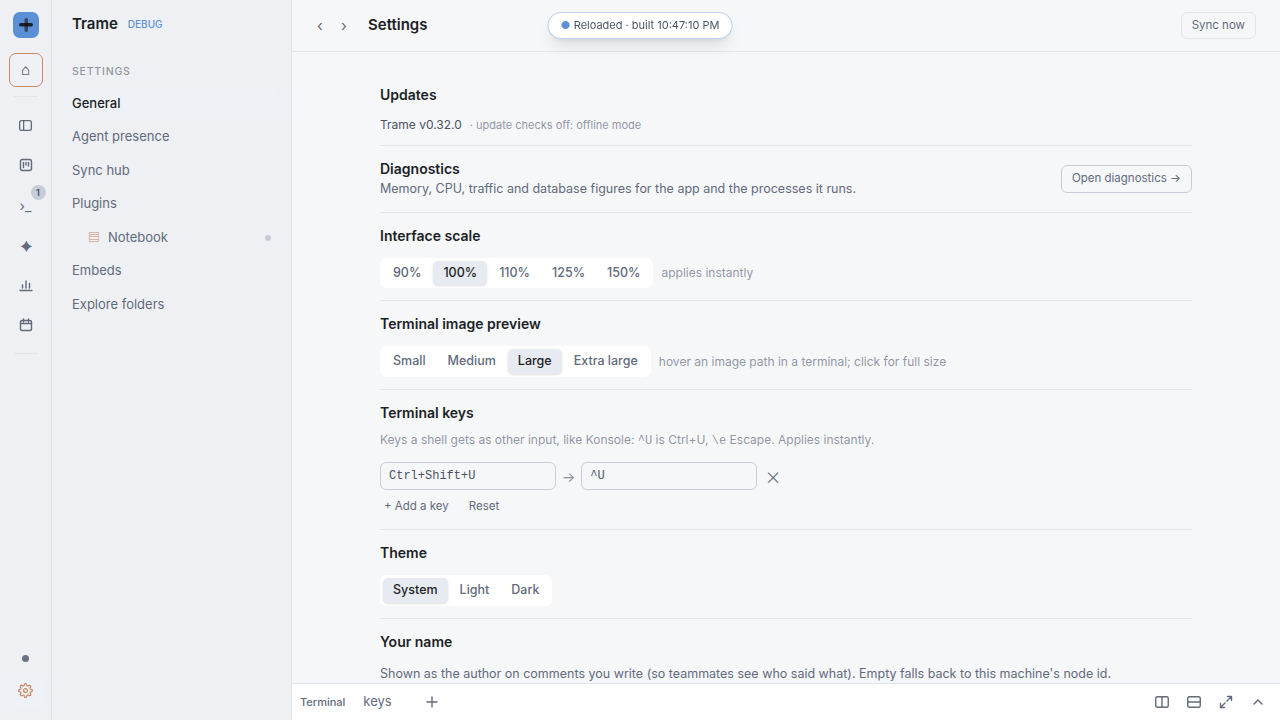 Trame DEBUG
SETTINGS
General
Agent presence
Sync hub
Plugins
Notebook
Embeds
Explore folders
1
‹ › Settings
Reloaded · built 10:47:10 PM
Sync now
Updates
Trame v0.32.0 · update checks off: offline mode
Diagnostics
Memory, CPU, traffic and database figures for the app and the processes it runs.
Open diagnostics →
Interface scale
90% 100% 110% 125% 150% applies instantly
Terminal image preview
Small Medium Large Extra large hover an image path in a terminal; click for full size
Terminal keys
Keys a shell gets as other input, like Konsole: ^U is Ctrl+U, \e Escape. Applies instantly.
Ctrl+Shift+U → ^U
+ Add a key Reset
Theme
System Light Dark
Your name
Shown as the author on comments you write (so teammates see who said what). Empty falls back to this machine's node id.
Terminal keys